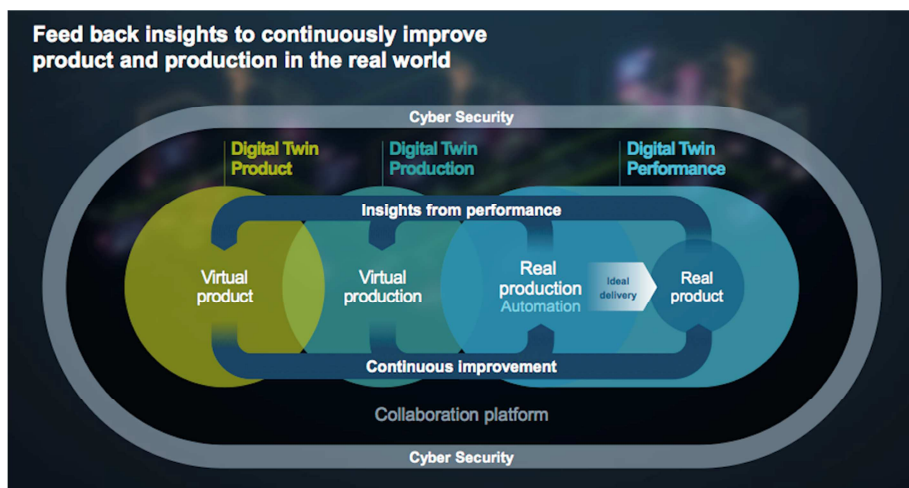 Feed back insights to continuously improve
product and production in the real world
Cyber Security
Digital Twin
Product
Digital Twin
Production
Digital Twin
Performance
Insights from performance
Virtual
product
Virtual
production
Real
production
Automation
Ideal
delivery
Real
product
Continuous improvement
Collaboration platform
Cyber Security